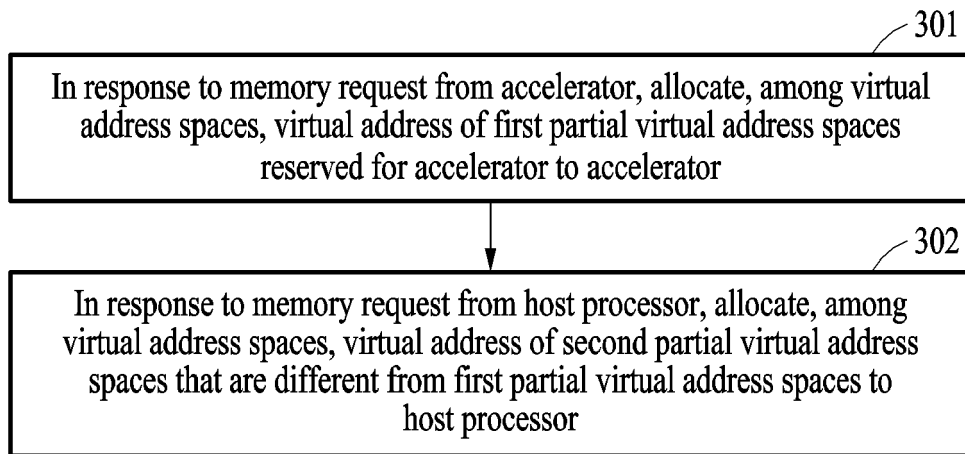 301
In response to memory request from accelerator, allocate, among virtual
address spaces, virtual address of first partial virtual address spaces
reserved for accelerator to accelerator
302
In response to memory request from host processor, allocate, among
virtual address spaces, virtual address of second partial virtual address
spaces that are different from first partial virtual address spaces to
host processor